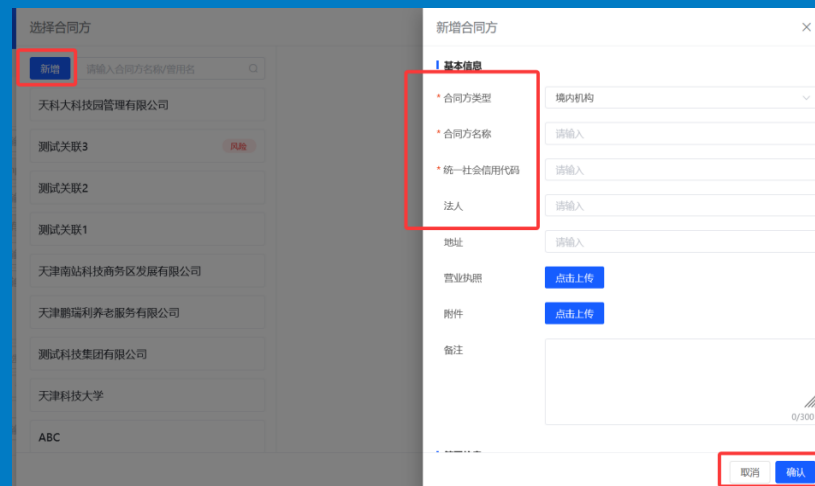 选择合同方
新增
请输入合同方名称/曾用名
天科大科技园管理有限公司
测试关联3
风险
测试关联2
测试关联1
天津南站科技商务区发展有限公司
天津鹏瑞利养老服务有限公司
测试科技集团有限公司
天津科技大学
ABC
新增合同方
基本信息
* 合同方类型 境内机构
* 合同方名称 请输入
* 统一社会信用代码 请输入
法人 请输入
地址 请输入
营业执照 点击上传
附件 点击上传
备注
0/300
取消 确认